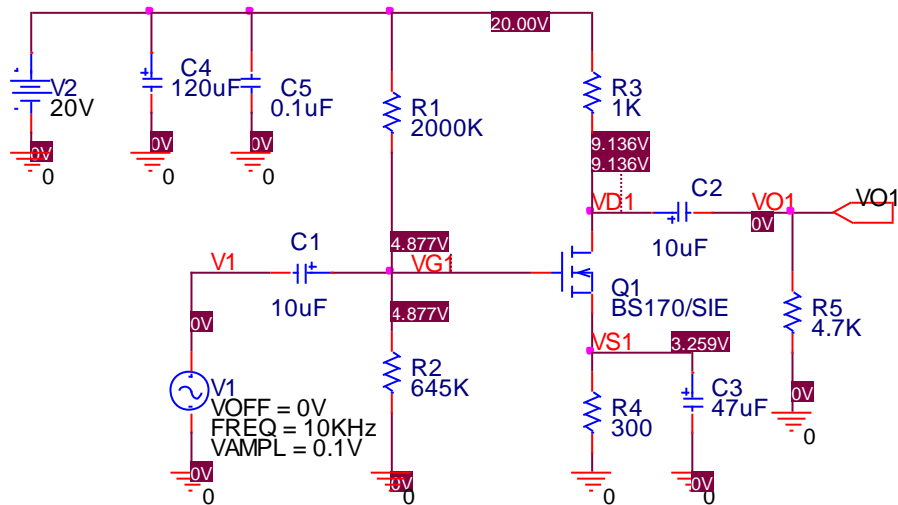 20.00V
V2
20V
C4
120uF
C5
0.1uF
R1
2000K
R3
1K
0V
0
0V
0
0V
0
9.136V
9.136V
VD1
C2
10uF
VO1
0V
VO1
V1
C1
10uF
4.877V
VG1
4.877V
Q1
BS170/SIE
R5
4.7K
0V
VS1
3.259V
R2
645K
V1
VOFF = 0V
FREQ = 10KHz
VAMPL = 0.1V
R4
300
C3
47uF
0V
0
0V
0
0V
0
0V
0
0V
0